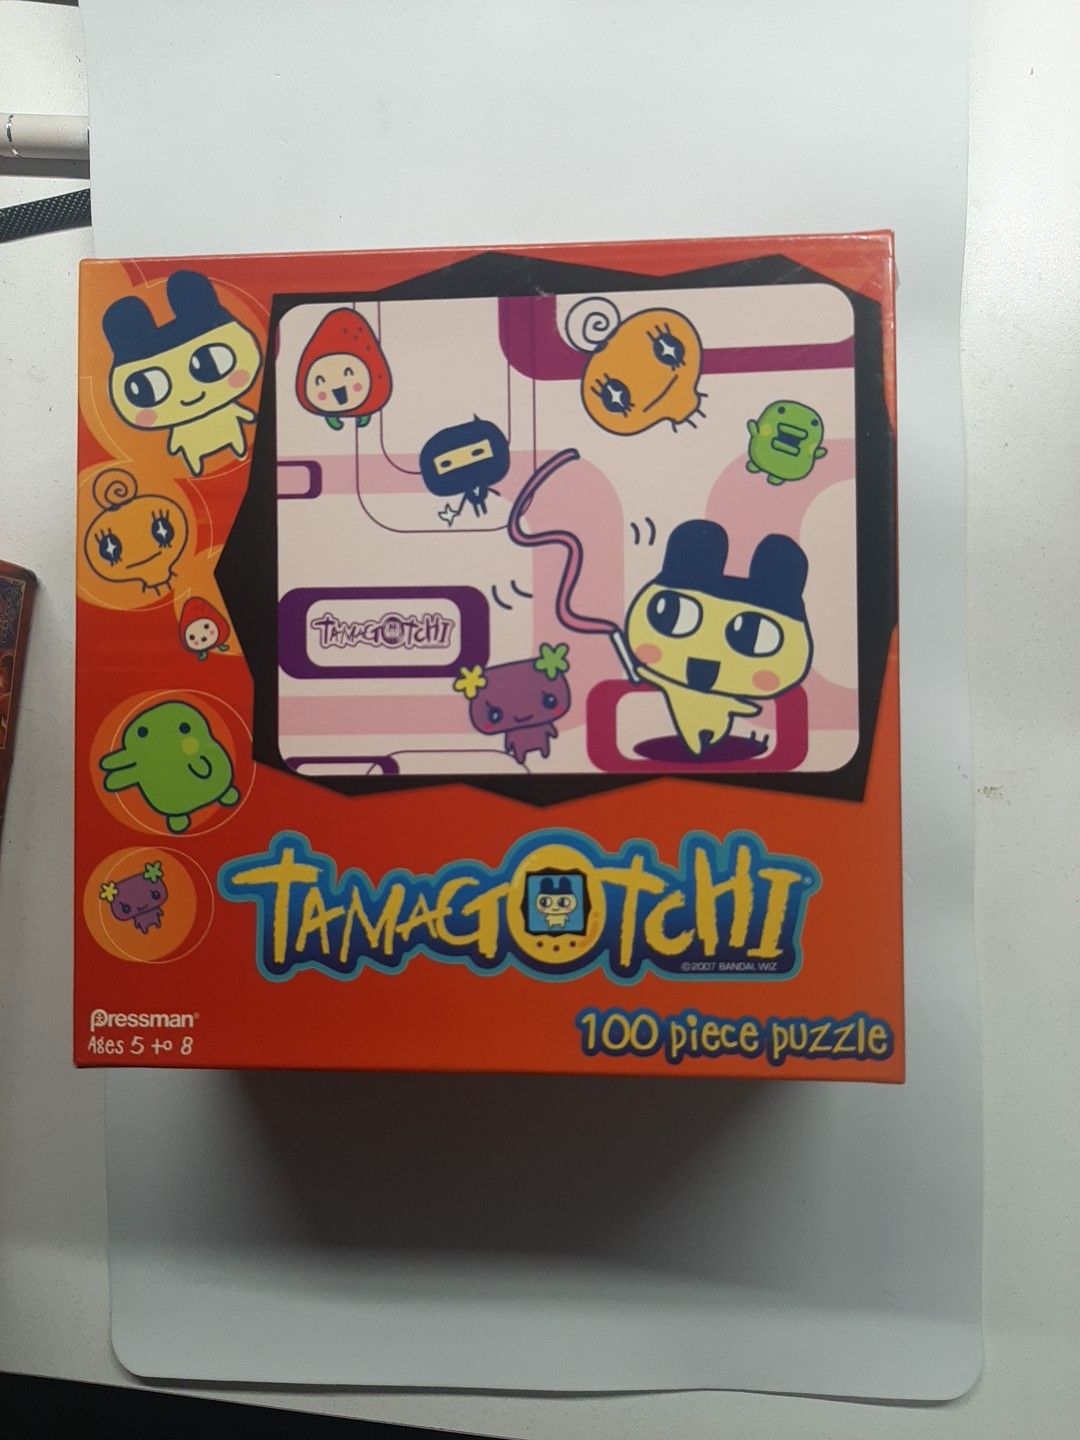 TAMAGOTCHI
TAMAGOTCHI®
©2007 BANDAI, WIZ
Pressman®
Ages 5 to 8
100 piece puzzle